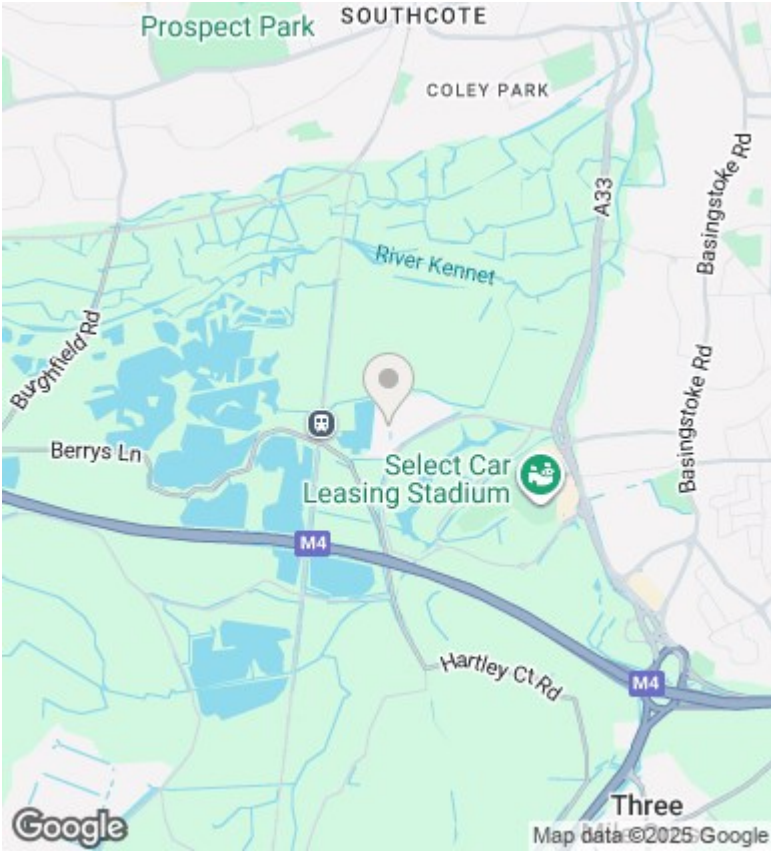 SOUTHCOTE
Prospect Park
COLEY PARK
Basingstoke Rd
A33
River Kennet
Burghfield Rd
Basingstoke Rd
Berrys Ln
Select Car
Leasing Stadium
M4
Hartley Ct Rd
M4
Three
Google
Map data ©2025 Google